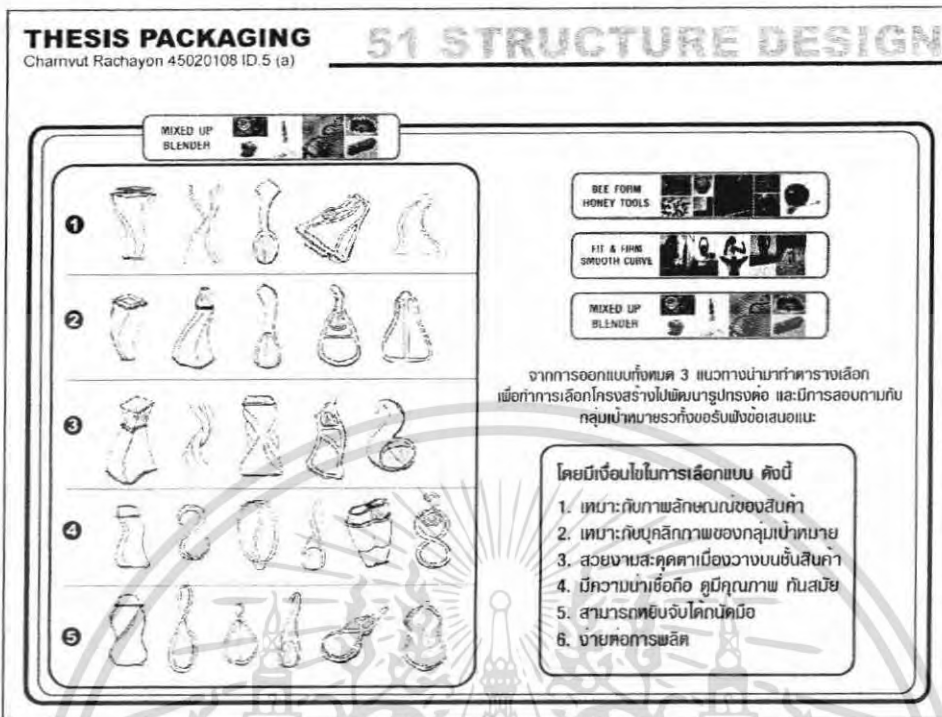 THESIS PACKAGING
Charnvut Rachayon 45020108 ID.5 (a)
51 STRUCTURE DESIGN
MIXED UP
BLENDER
1
2
3
4
5
BEE FORM
HONEY TOOLS
FIT & FIRM
SMOOTH CURVE
MIXED UP
BLENDER
จากการออกแบบทั้งหมด 3 แนวทางนำมาทำตารางเลือก
เพื่อทำการเลือกโครงสร้างไปพัฒนารูปทรงต่อ และมีการสอบถามกับ
กลุ่มเป้าหมายรวทั้งขอรับฟังข้อเสนอแนะ
โดยมีเงื่อนไขในการเลือกแบบ ดังนี้
1. เหมาะกับภาพลักษณณ์ของสินค้า
2. เหมาะกับบุคลิกภาพของกลุ่มเป้าหมาย
3. สวยงามสะดุดตาเมื่องวางบนชั้นสินค้า
4. มีความน่าเชื่อถือ ดูมีคุณภาพ ทันสมัย
5. สามารถหยิบจับได้ถนัดมือ
6. ง่ายต่อการผลิต